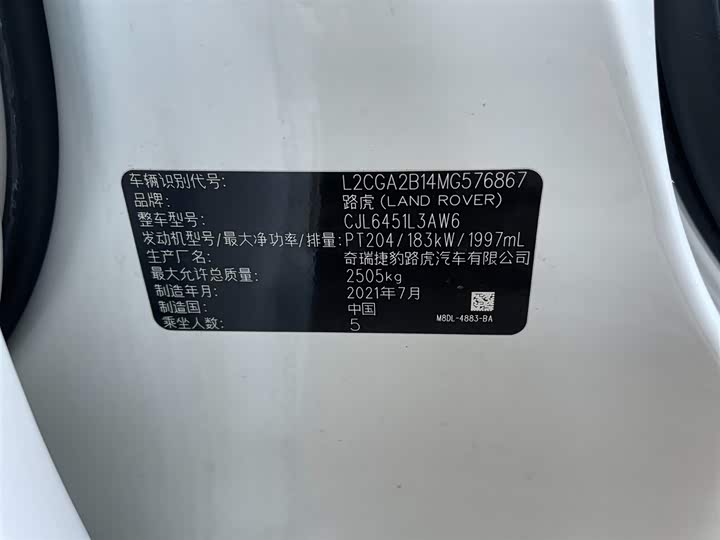 车辆识别代号: L2CGA2B14MG576867
品牌: 路虎(LAND ROVER)
整车型号: CJL6451L3AW6
发动机型号/最大净功率/排量: PT204/183kW/1997mL
生产厂名: 奇瑞捷豹路虎汽车有限公司
最大允许总质量: 2505kg
制造年月: 2021年7月
制造国: 中国
乘坐人数: 5
M8DL-4883-BA